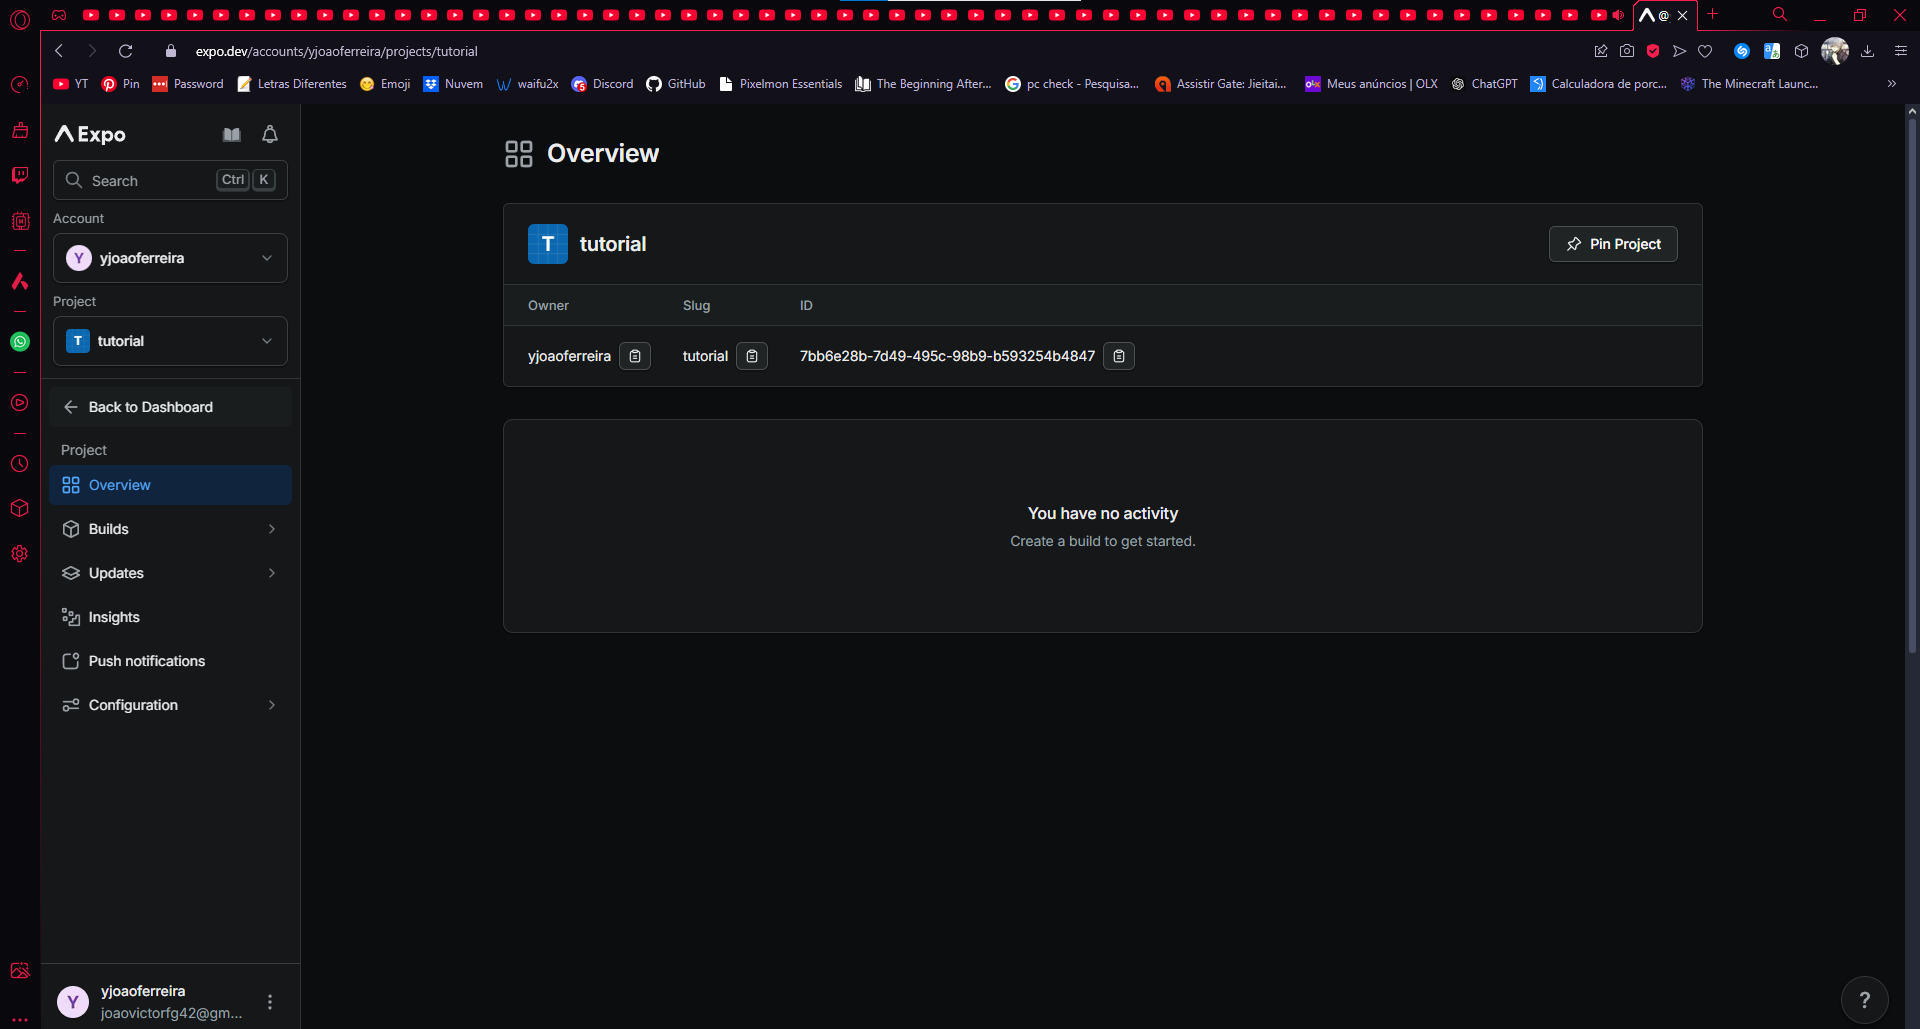 @
expo.dev/accounts/yjoaoferreira/projects/tutorial
YT
Pin
Password
Letras Diferentes
Emoji
Nuvem
waifu2x
Discord
GitHub
Pixelmon Essentials
The Beginning After...
pc check - Pesquisa...
Assistir Gate: Jieitai...
Meus anúncios | OLX
ChatGPT
Calculadora de porc...
The Minecraft Launc...
Expo
Search Ctrl K
Account
Y yjoaoferreira
Project
T tutorial
Back to Dashboard
Project
Overview
Builds
Updates
Insights
Push notifications
Configuration
Y yjoaoferreira
joaovictorfg42@gm...
Overview
T tutorial
Pin Project
Owner Slug ID
yjoaoferreira tutorial 7bb6e28b-7d49-495c-98b9-b593254b4847
You have no activity
Create a build to get started.
?